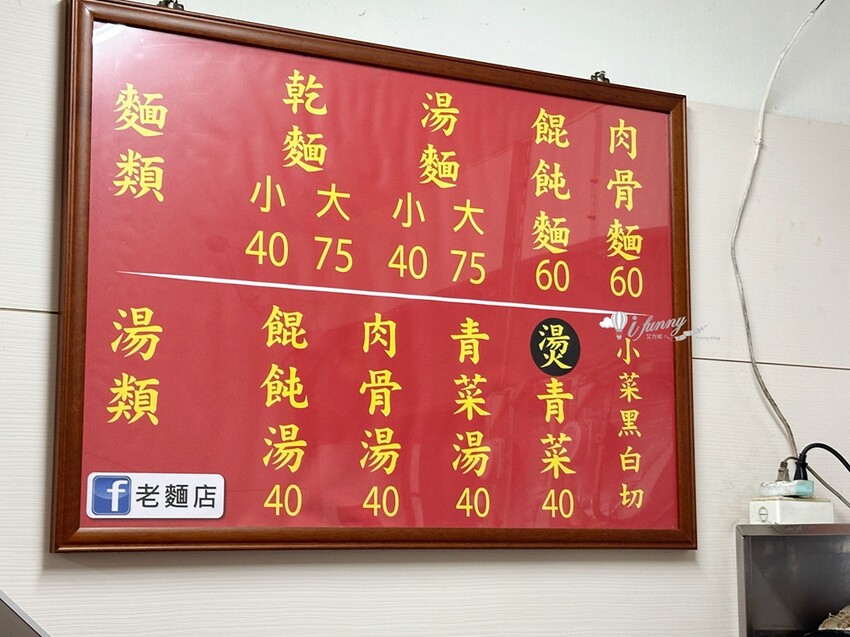 麵類
乾麵
小 大
40 75
湯麵
小 大
40 75
餛飩麵
60
肉骨麵
60
湯類
餛飩湯
40
肉骨湯
40
青菜湯
40
燙青菜
40
小菜黑白切
f 老麵店
i funny